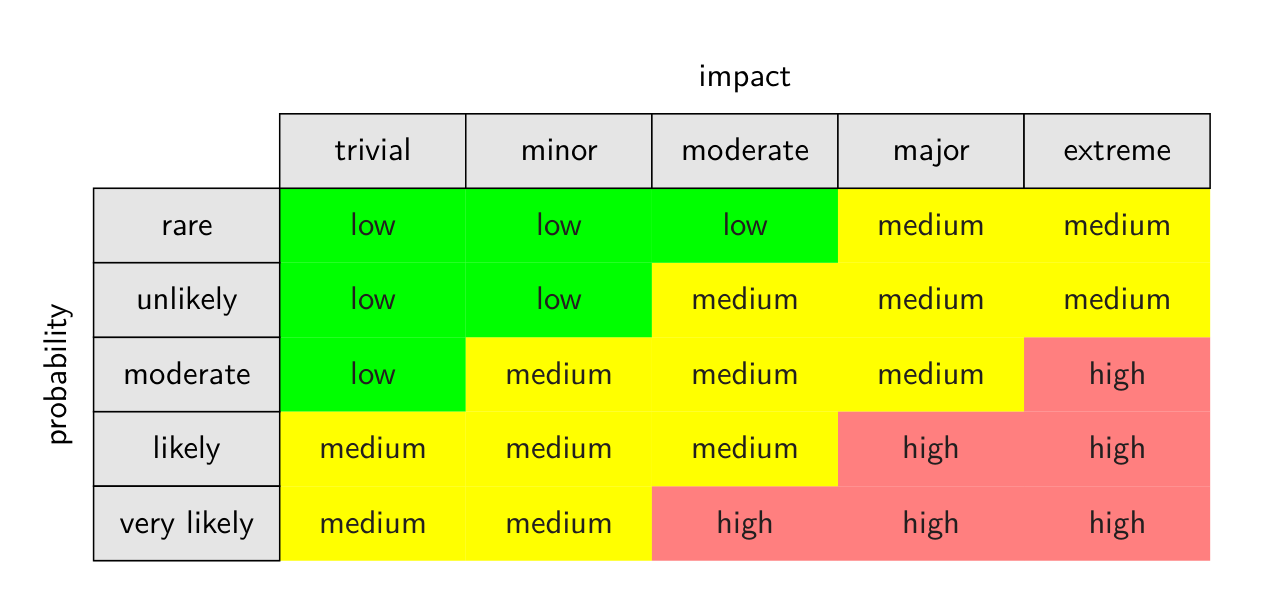 impact
trivial minor moderate major extreme
probability
rare low low low medium medium
unlikely low low medium medium medium
moderate low medium medium medium high
likely medium medium medium high high
very likely medium medium high high high